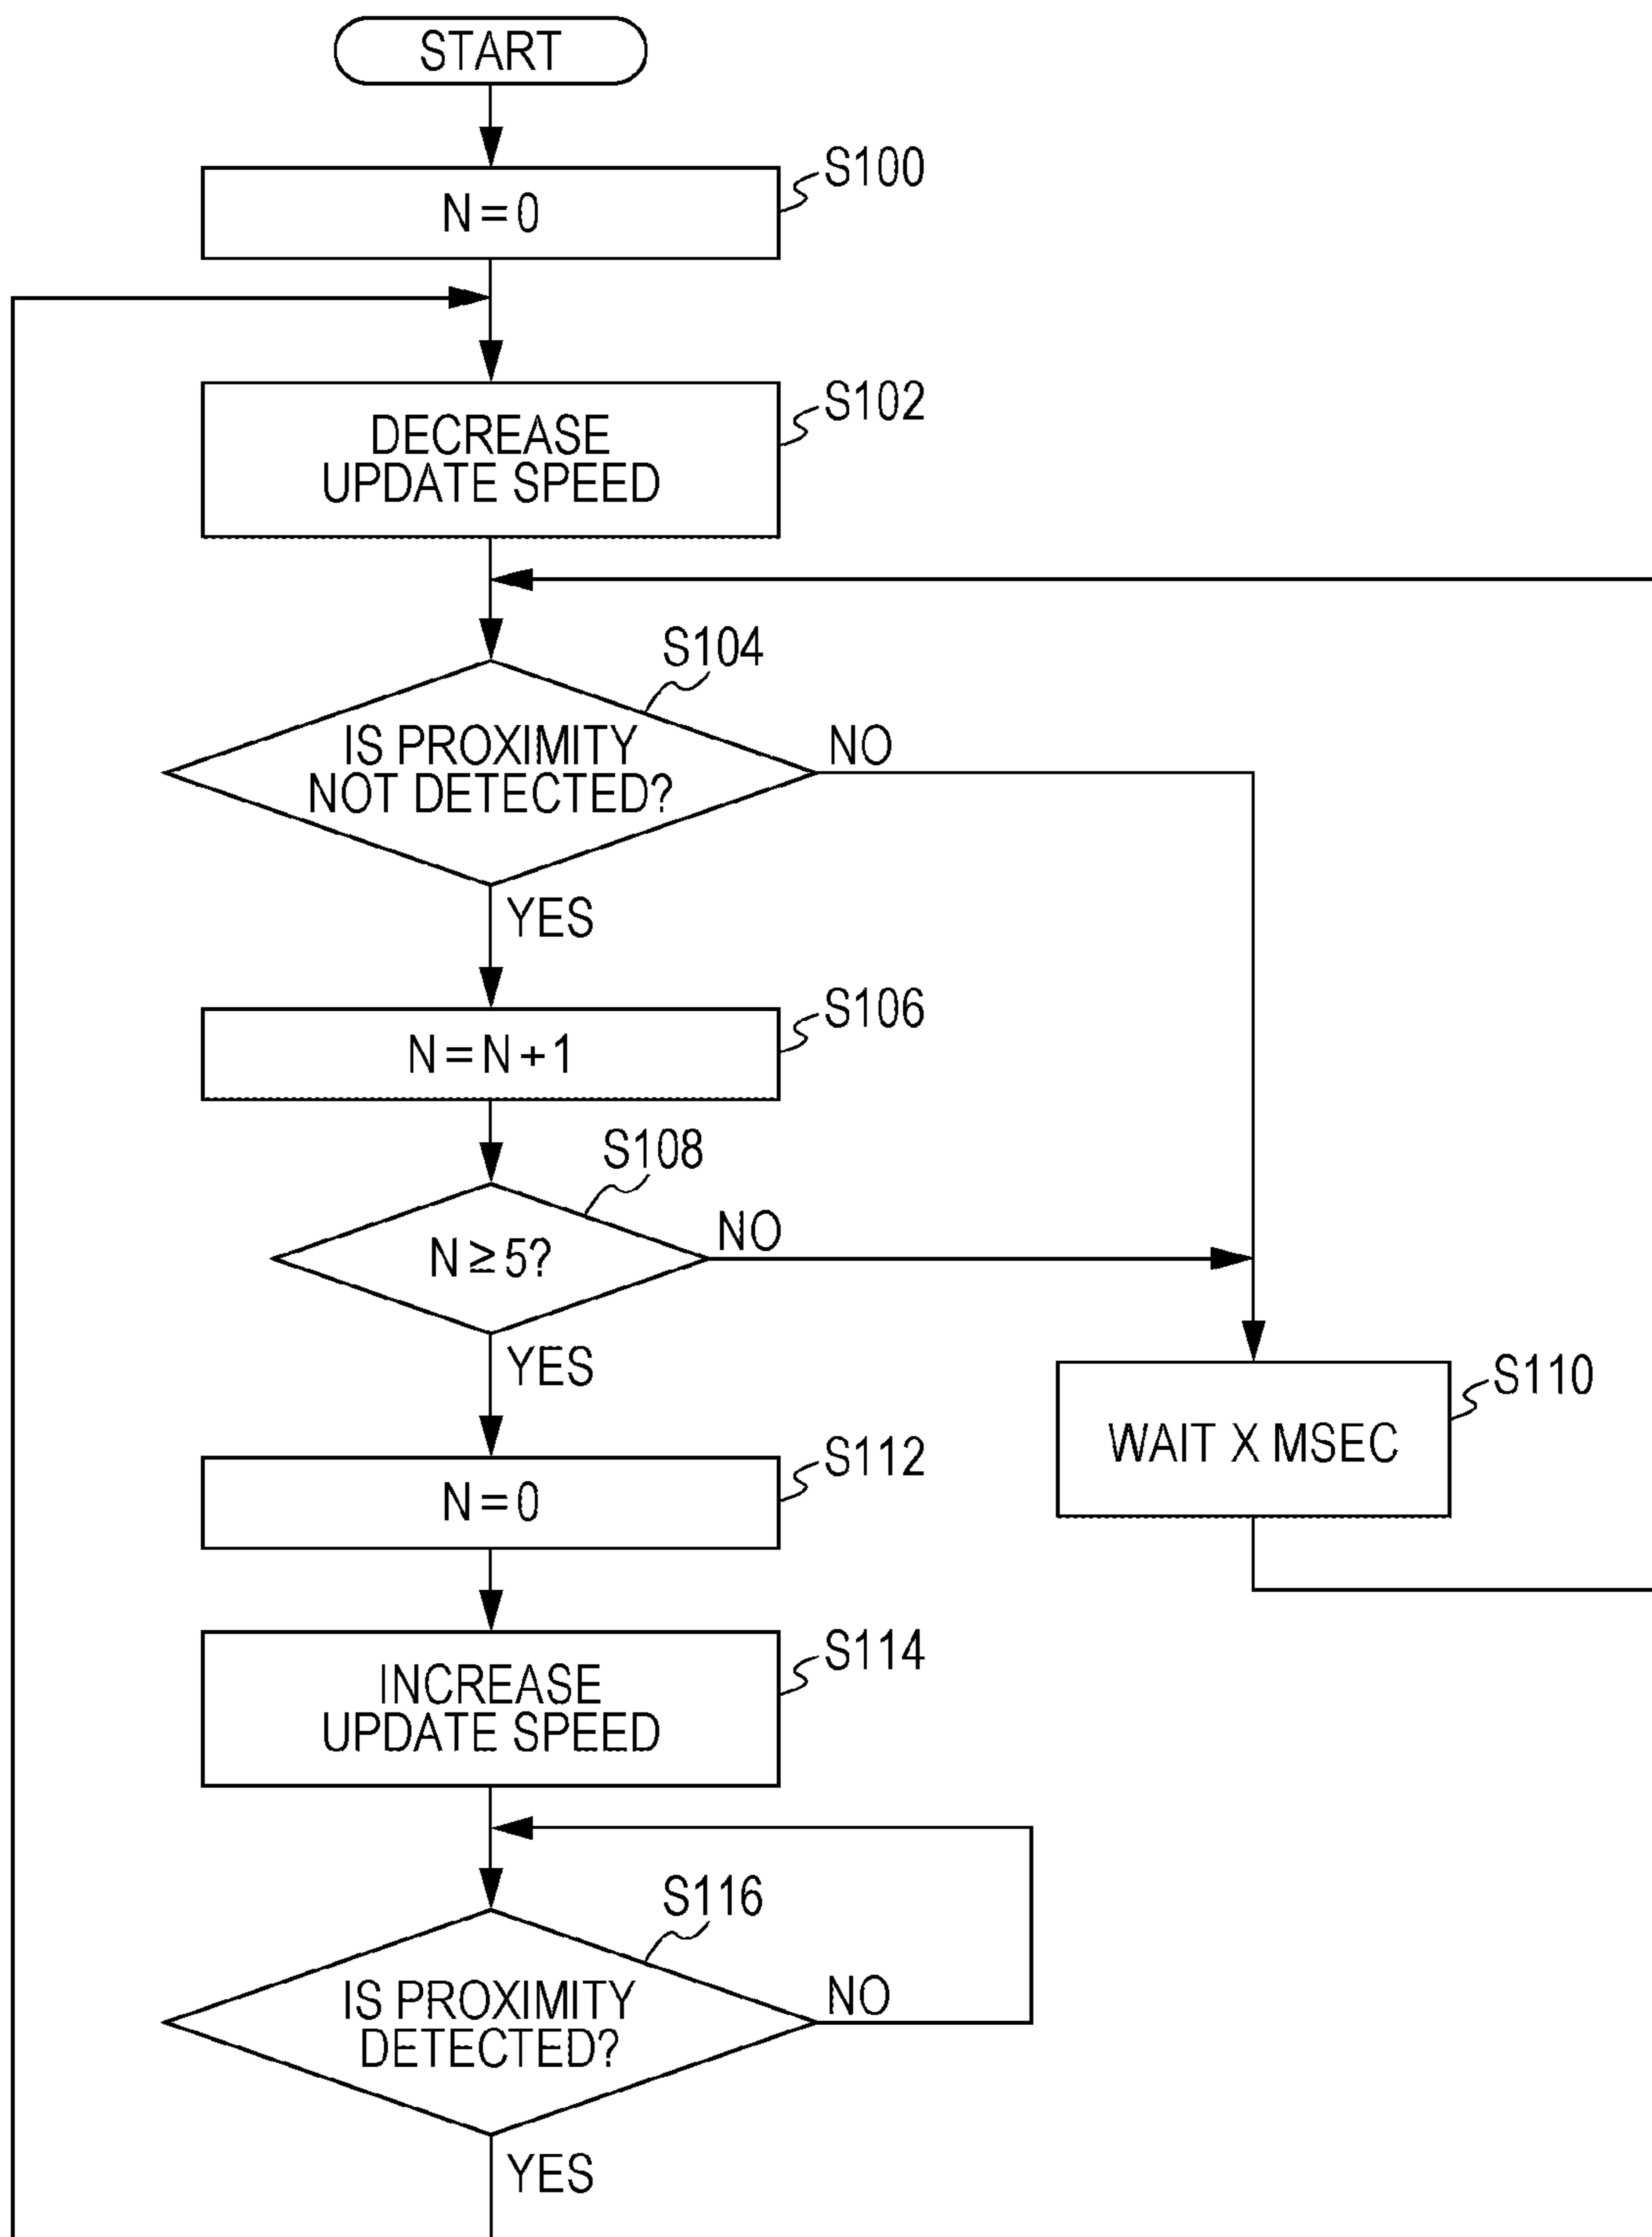 START
S100
N=0
S102
DECREASE
UPDATE SPEED
S104
IS PROXIMITY
NOT DETECTED?
NO
YES
S106
N=N+1
S108
N≥5?
NO
YES
S110
WAIT X MSEC
S112
N=0
S114
INCREASE
UPDATE SPEED
S116
IS PROXIMITY
DETECTED?
NO
YES